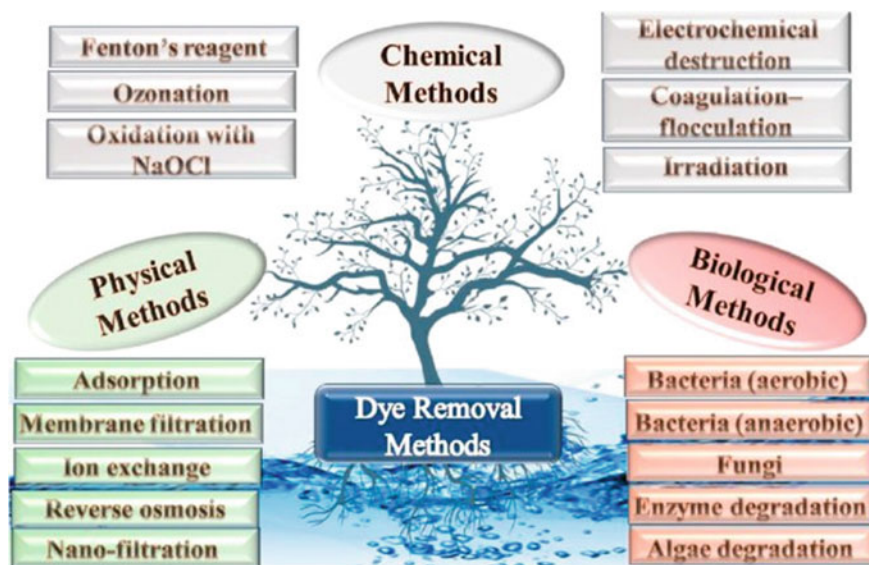 Fenton's reagent
Ozonation
Oxidation with
NaOCl
Chemical
Methods
Electrochemical
destruction
Coagulation–
flocculation
Irradiation
Physical
Methods
Adsorption
Membrane filtration
Ion exchange
Reverse osmosis
Nano-filtration
Dye Removal
Methods
Biological
Methods
Bacteria (aerobic)
Bacteria (anaerobic)
Fungi
Enzyme degradation
Algae degradation